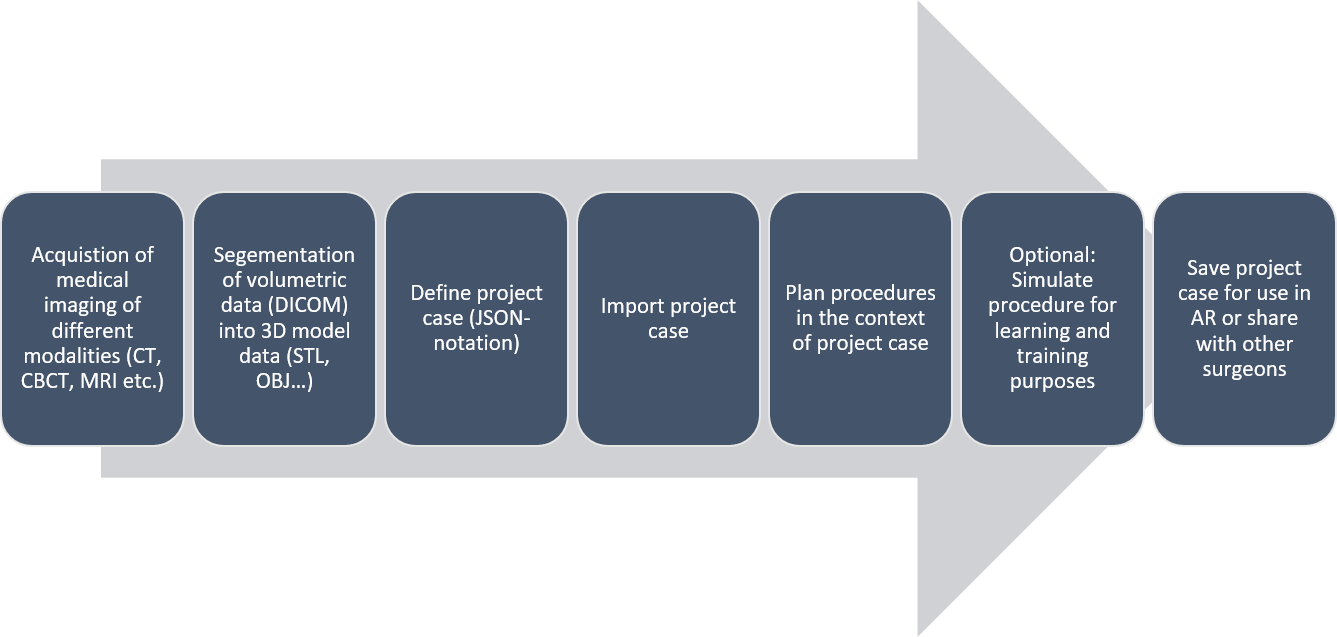 Acquistion of
medical
imaging of
different
modalities (CT,
CBCT, MRI etc.)
Segementation
of volumetric
data (DICOM)
into 3D model
data (STL,
OBJ...)
Define project
case (JSON-
notation)
Import project
case
Plan procedures
in the context
of project case
Optional:
Simulate
procedure for
learning and
training
purposes
Save project
case for use in
AR or share
with other
surgeons